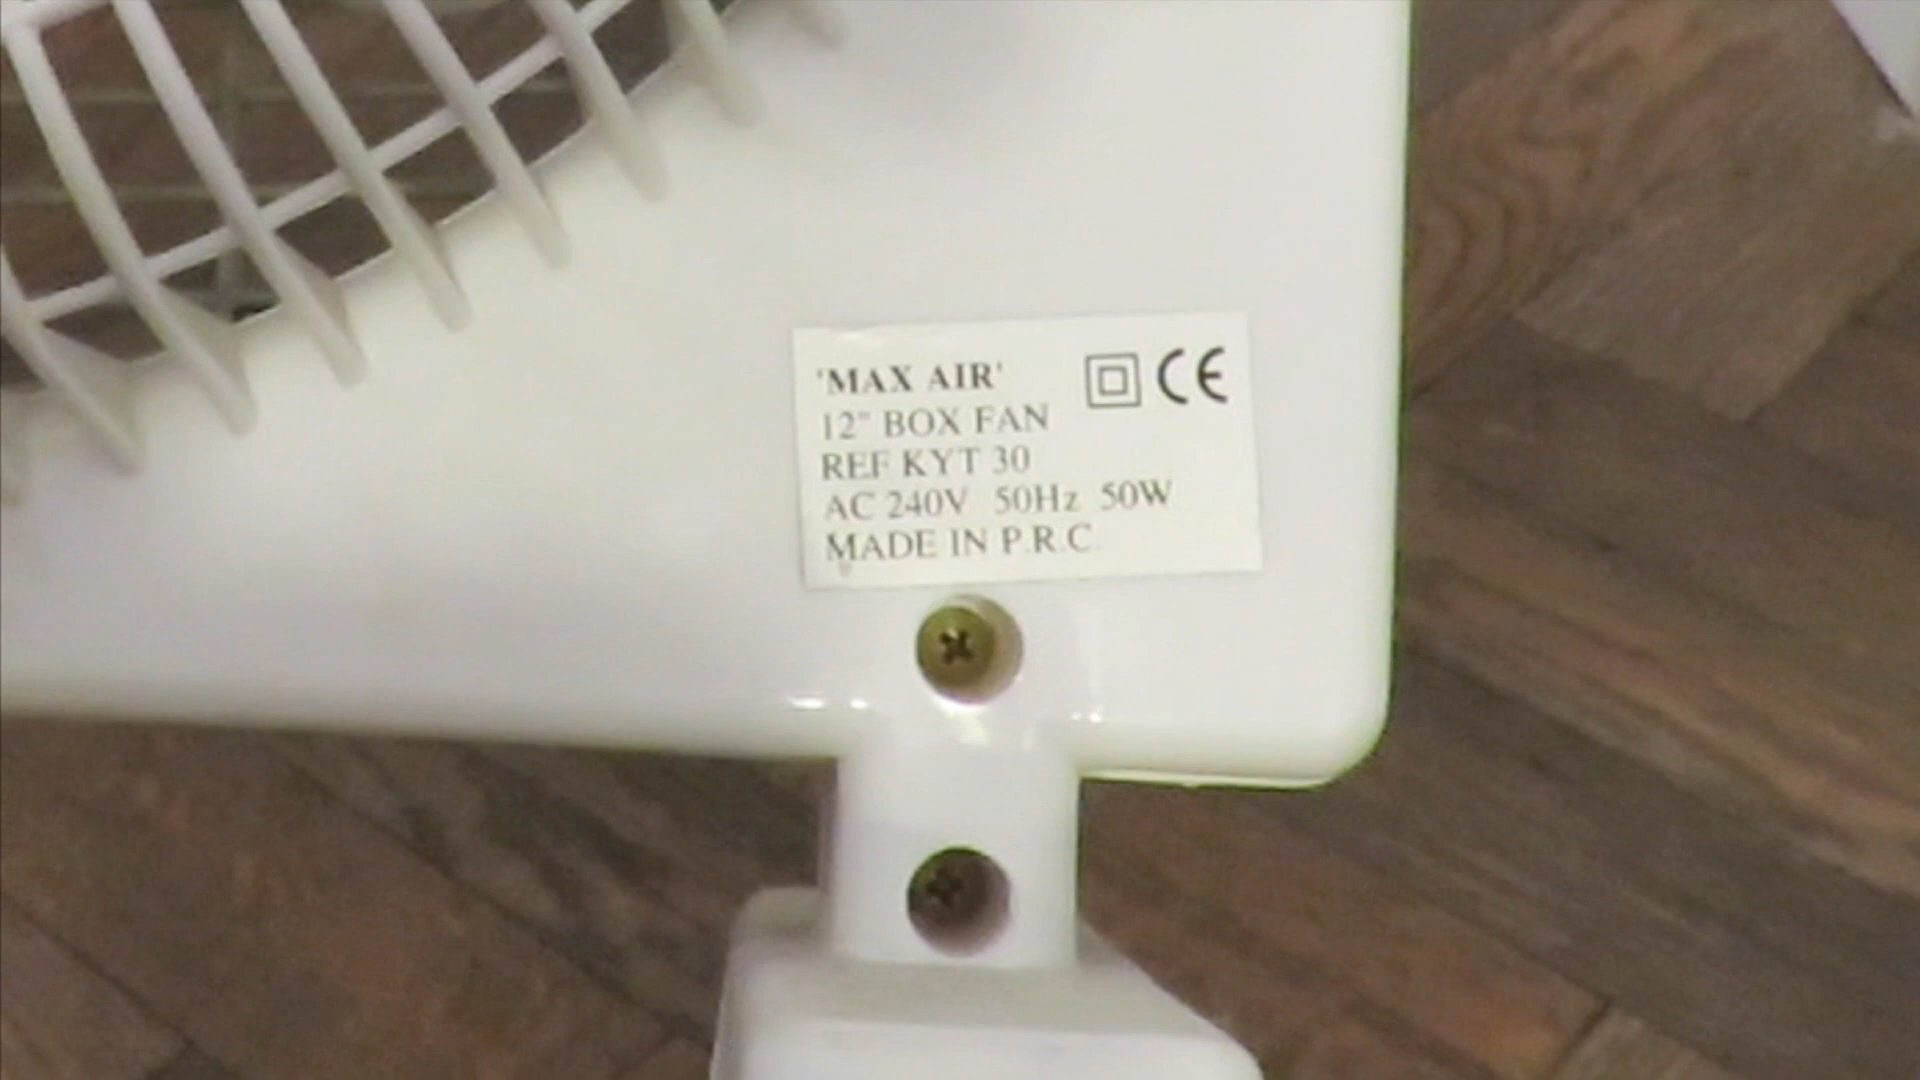 'MAX AIR'
12" BOX FAN
REF KYT 30
AC 240V 50Hz 50W
MADE IN P.R.C.
CE